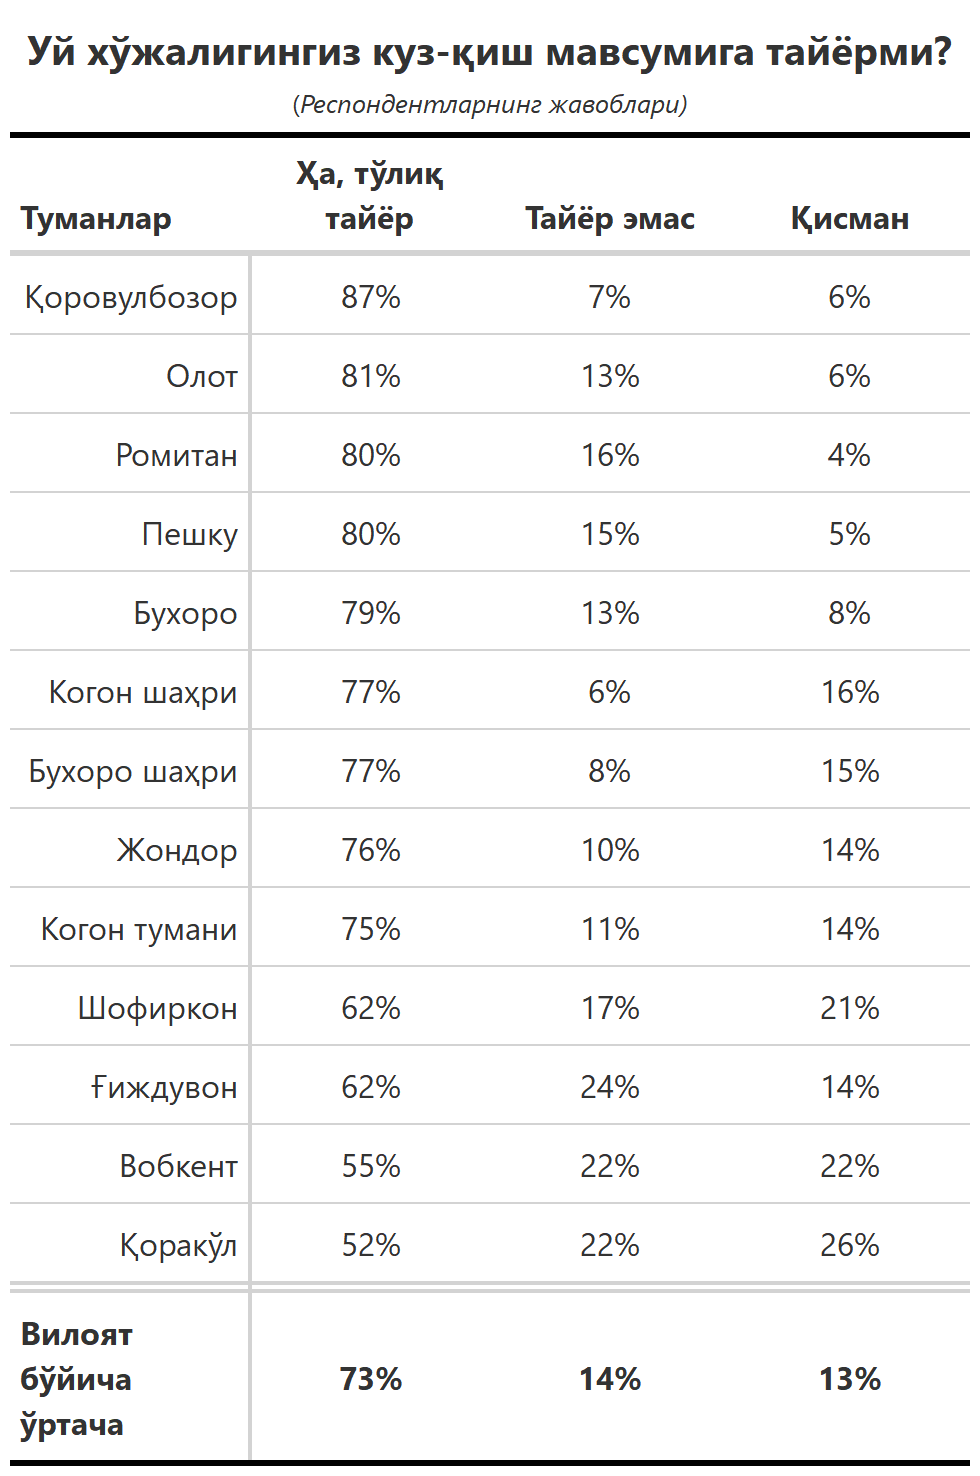 Уй хўжалигингиз куз-қиш мавсумига тайёрми?
(Респондентларнинг жавоблари)
Туманлар Ҳа, тўлиқ тайёр Тайёр эмас Қисман
Қоровулбозор 87% 7% 6%
Олот 81% 13% 6%
Ромитан 80% 16% 4%
Пешку 80% 15% 5%
Бухоро 79% 13% 8%
Когон шаҳри 77% 6% 16%
Бухоро шаҳри 77% 8% 15%
Жондор 76% 10% 14%
Когон тумани 75% 11% 14%
Шофиркон 62% 17% 21%
Ғиждувон 62% 24% 14%
Вобкент 55% 22% 22%
Қоракўл 52% 22% 26%
Вилоят бўйича ўртача 73% 14% 13%